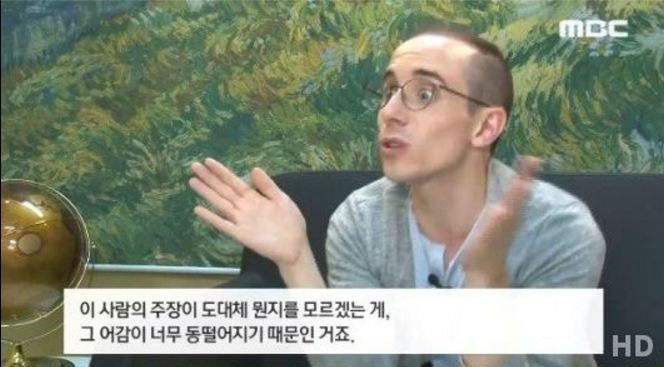 MBC
이 사람의 주장이 도대체 뭔지를 모르겠는 게,
그 어감이 너무 동떨어지기 때문인 거죠.
HD